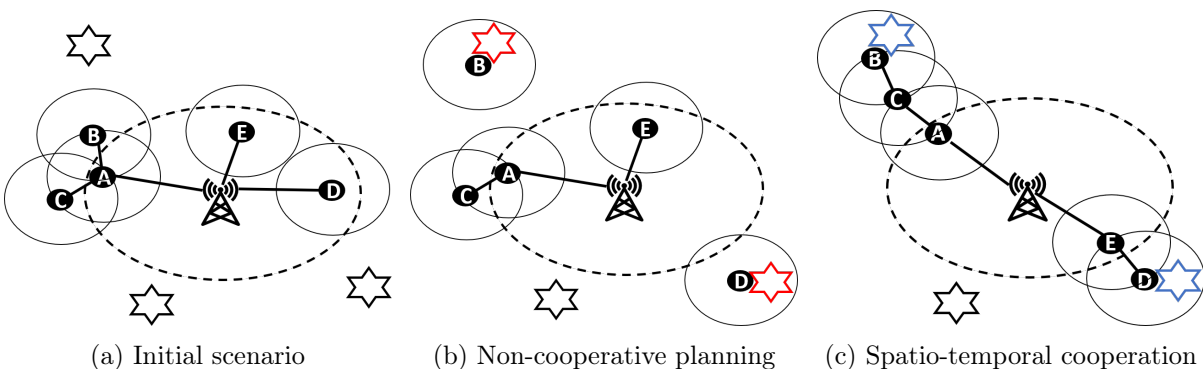 B
E
A
D
C
(a) Initial scenario
B
E
A
C
D
(b) Non-cooperative planning
B
C
A
E
D
(c) Spatio-temporal cooperation